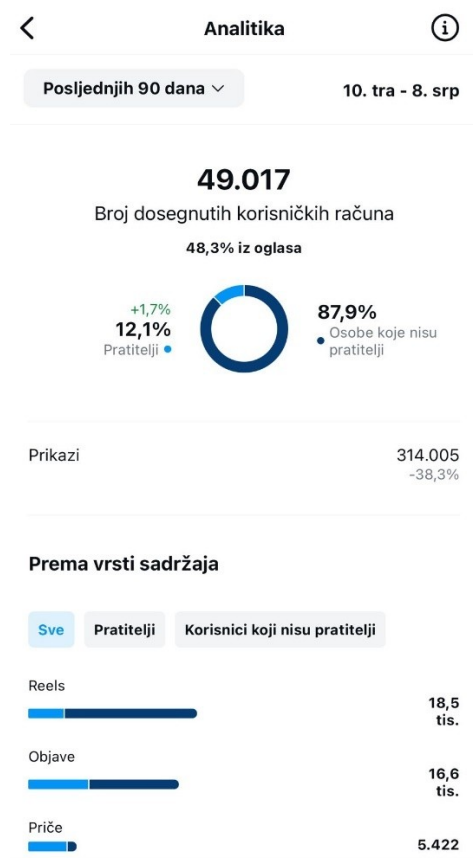 Analitika
Posljednjih 90 dana
10. tra - 8. srp
49.017
Broj dosegnutih korisničkih računa
48,3% iz oglasa
+1,7%
12,1%
Pratitelji
87,9%
Osobe koje nisu
pratitelji
Prikazi
314.005
-38,3%
Prema vrsti sadržaja
Sve
Pratitelji
Korisnici koji nisu pratitelji
Reels
18,5
tis.
Objave
16,6
tis.
Priče
5.422